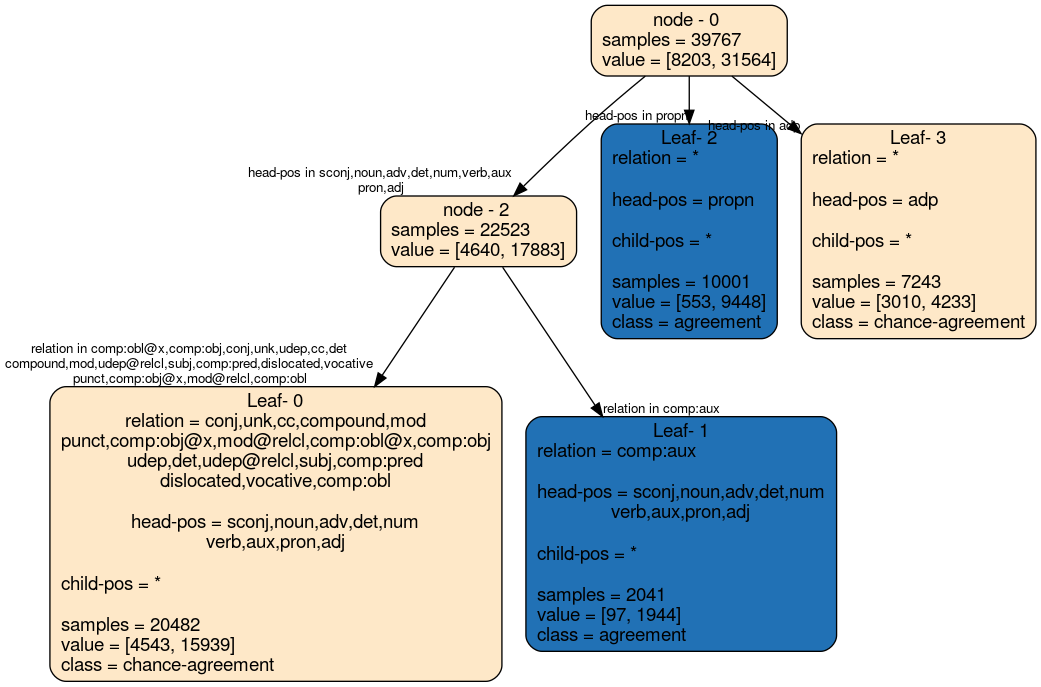 node - 0
samples = 39767
value = [8203, 31564]
head-pos in propn
head-pos in adp
Leaf- 2
relation = *
head-pos = propn
child-pos = *
samples = 10001
value = [553, 9448]
class = agreement
Leaf- 3
relation = *
head-pos = adp
child-pos = *
samples = 7243
value = [3010, 4233]
class = chance-agreement
head-pos in sconj,noun,adv,det,num,verb,aux
pron,adj
node - 2
samples = 22523
value = [4640, 17883]
relation in comp:obl@x,comp:obj,conj,unk,udep,cc,det
compound,mod,udep@relcl,subj,comp:pred,dislocated,vocative
punct,comp:obj@x,mod@relcl,comp:obl
Leaf- 0
relation = conj,unk,cc,compound,mod
punct,comp:obj@x,mod@relcl,comp:obl@x,comp:obj
udep,det,udep@relcl,subj,comp:pred
dislocated,vocative,comp:obl
head-pos = sconj,noun,adv,det,num
verb,aux,pron,adj
child-pos = *
samples = 20482
value = [4543, 15939]
class = chance-agreement
relation in comp:aux
Leaf- 1
relation = comp:aux
head-pos = sconj,noun,adv,det,num
verb,aux,pron,adj
child-pos = *
samples = 2041
value = [97, 1944]
class = agreement